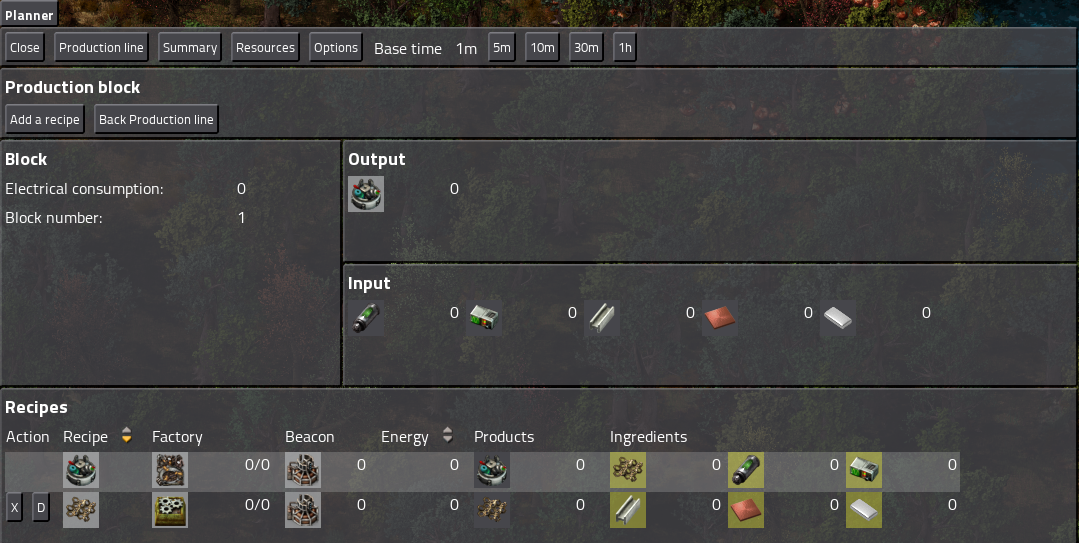 Planner
Close Production line Summary Resources Options Base time 1m 5m 10m 30m 1h
Production block
Add a recipe Back Production line
Block
Electrical consumption: 0
Block number: 1
Output
0
Input
0 0 0 0 0
Recipes
Action Recipe Factory Beacon Energy Products Ingredients
0/0 0 0 0 0 0 0
X D 0/0 0 0 0 0 0 0